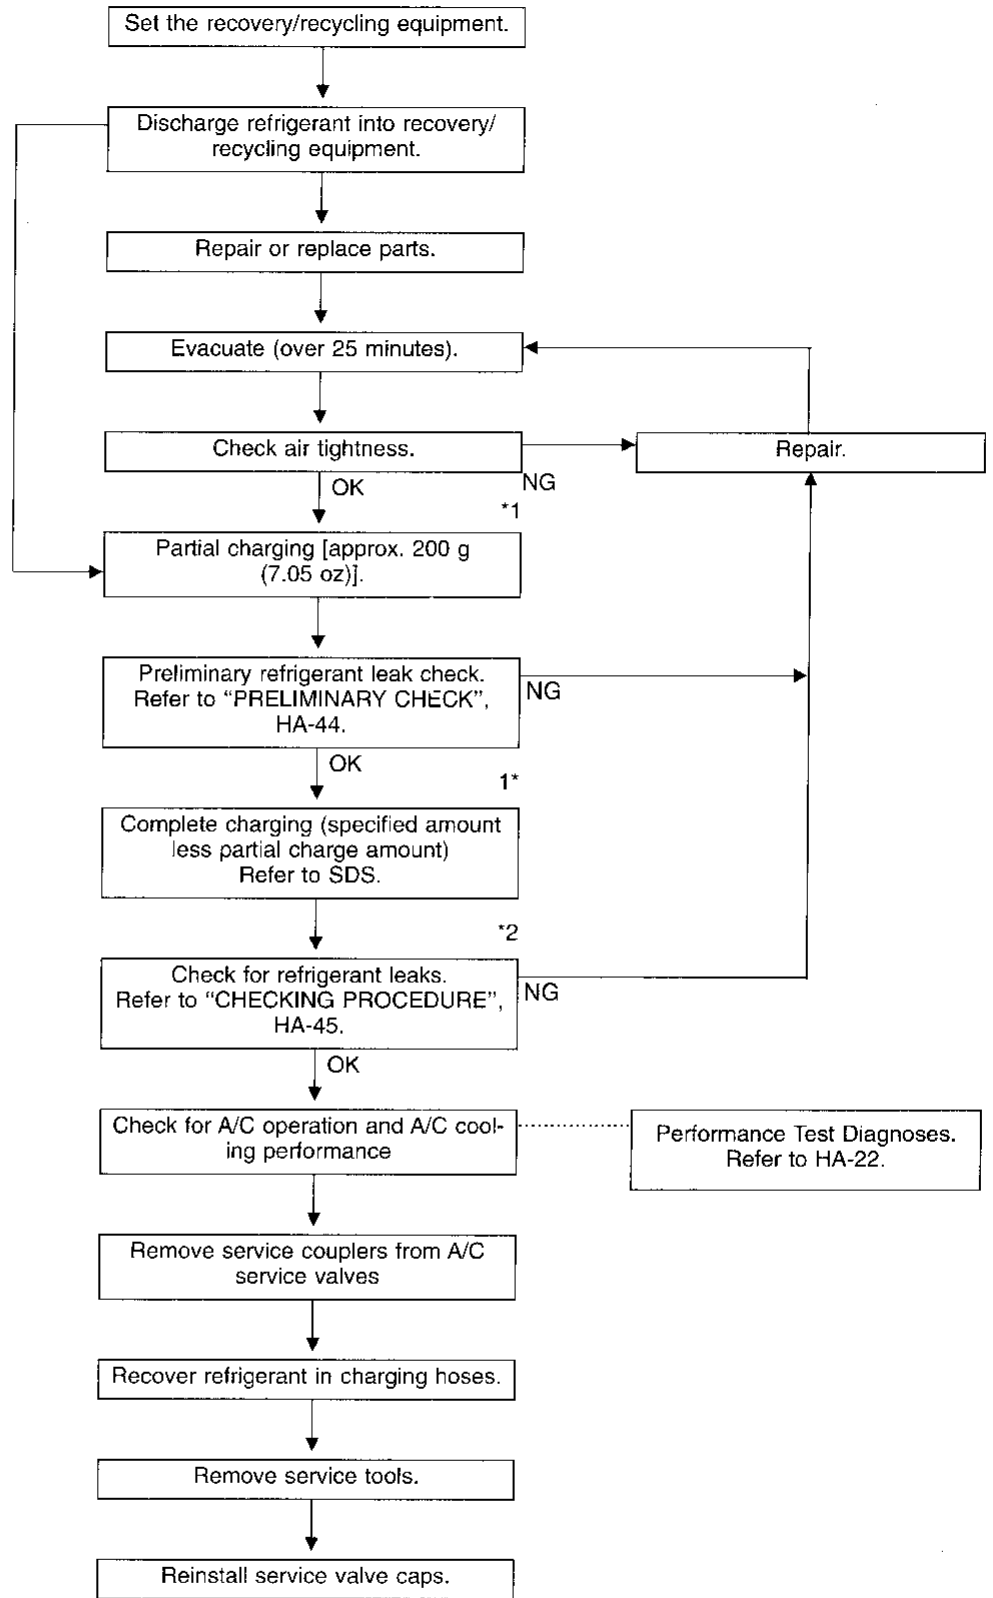 Set the recovery/recycling equipment.
Discharge refrigerant into recovery/
recycling equipment.
Repair or replace parts.
Evacuate (over 25 minutes).
Check air tightness.
Repair.
NG
OK
*1
Partial charging [approx. 200 g
(7.05 oz)].
Preliminary refrigerant leak check.
Refer to “PRELIMINARY CHECK”,
HA-44.
NG
OK
1*
Complete charging (specified amount
less partial charge amount)
Refer to SDS.
*2
Check for refrigerant leaks.
Refer to “CHECKING PROCEDURE”,
HA-45.
NG
OK
Check for A/C operation and A/C cool-
ing performance
Performance Test Diagnoses.
Refer to HA-22.
Remove service couplers from A/C
service valves
Recover refrigerant in charging hoses.
Remove service tools.
Reinstall service valve caps.